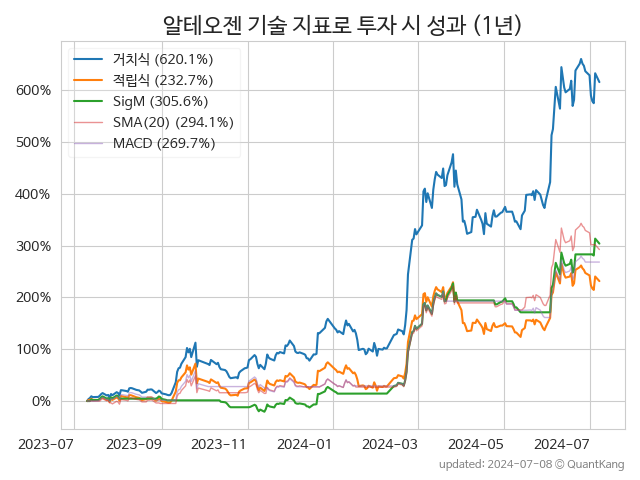 알테오젠 기술 지표로 투자 시 성과 (1년)
거치식 (620.1%)
적립식 (232.7%)
SigM (305.6%)
SMA(20) (294.1%)
MACD (269.7%)
600%
500%
400%
300%
200%
100%
0%
2023-07 2023-09 2023-11 2024-01 2024-03 2024-05 2024-07
updated: 2024-07-08 ⓒ QuantKang